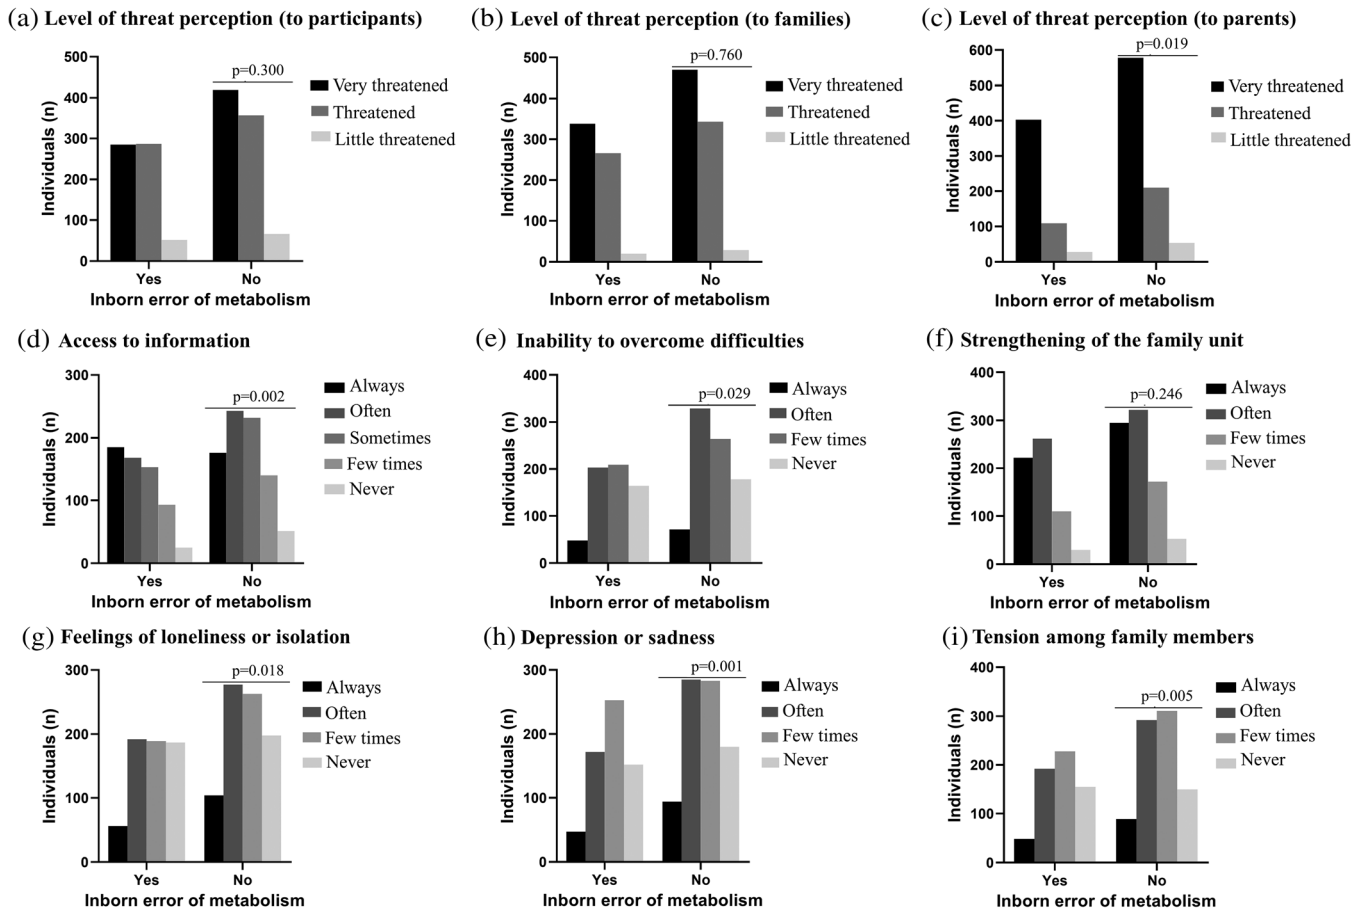 (a) Level of threat perception (to participants)
p=0.300
500
400
300
200
100
0
Individuals (n)
Very threatened
Threatened
Little threatened
Yes No
Inborn error of metabolism
(b) Level of threat perception (to families)
p=0.760
500
400
300
200
100
0
Individuals (n)
Very threatened
Threatened
Little threatened
Yes No
Inborn error of metabolism
(c) Level of threat perception (to parents)
p=0.019
600
500
400
300
200
100
0
Individuals (n)
Very threatened
Threatened
Little threatened
Yes No
Inborn error of metabolism
(d) Access to information
p=0.002
300
200
100
0
Individuals (n)
Always
Often
Sometimes
Few times
Never
Yes No
Inborn error of metabolism
(e) Inability to overcome difficulties
p=0.029
400
300
200
100
0
Individuals (n)
Always
Often
Few times
Never
Yes No
Inborn error of metabolism
(f) Strengthening of the family unit
p=0.246
400
300
200
100
0
Individuals (n)
Always
Often
Few times
Never
Yes No
Inborn error of metabolism
(g) Feelings of loneliness or isolation
p=0.018
300
200
100
0
Individuals (n)
Always
Often
Few times
Never
Yes No
Inborn error of metabolism
(h) Depression or sadness
p=0.001
300
200
100
0
Individuals (n)
Always
Often
Few times
Never
Yes No
Inborn error of metabolism
(i) Tension among family members
p=0.005
400
300
200
100
0
Individuals (n)
Always
Often
Few times
Never
Yes No
Inborn error of metabolism